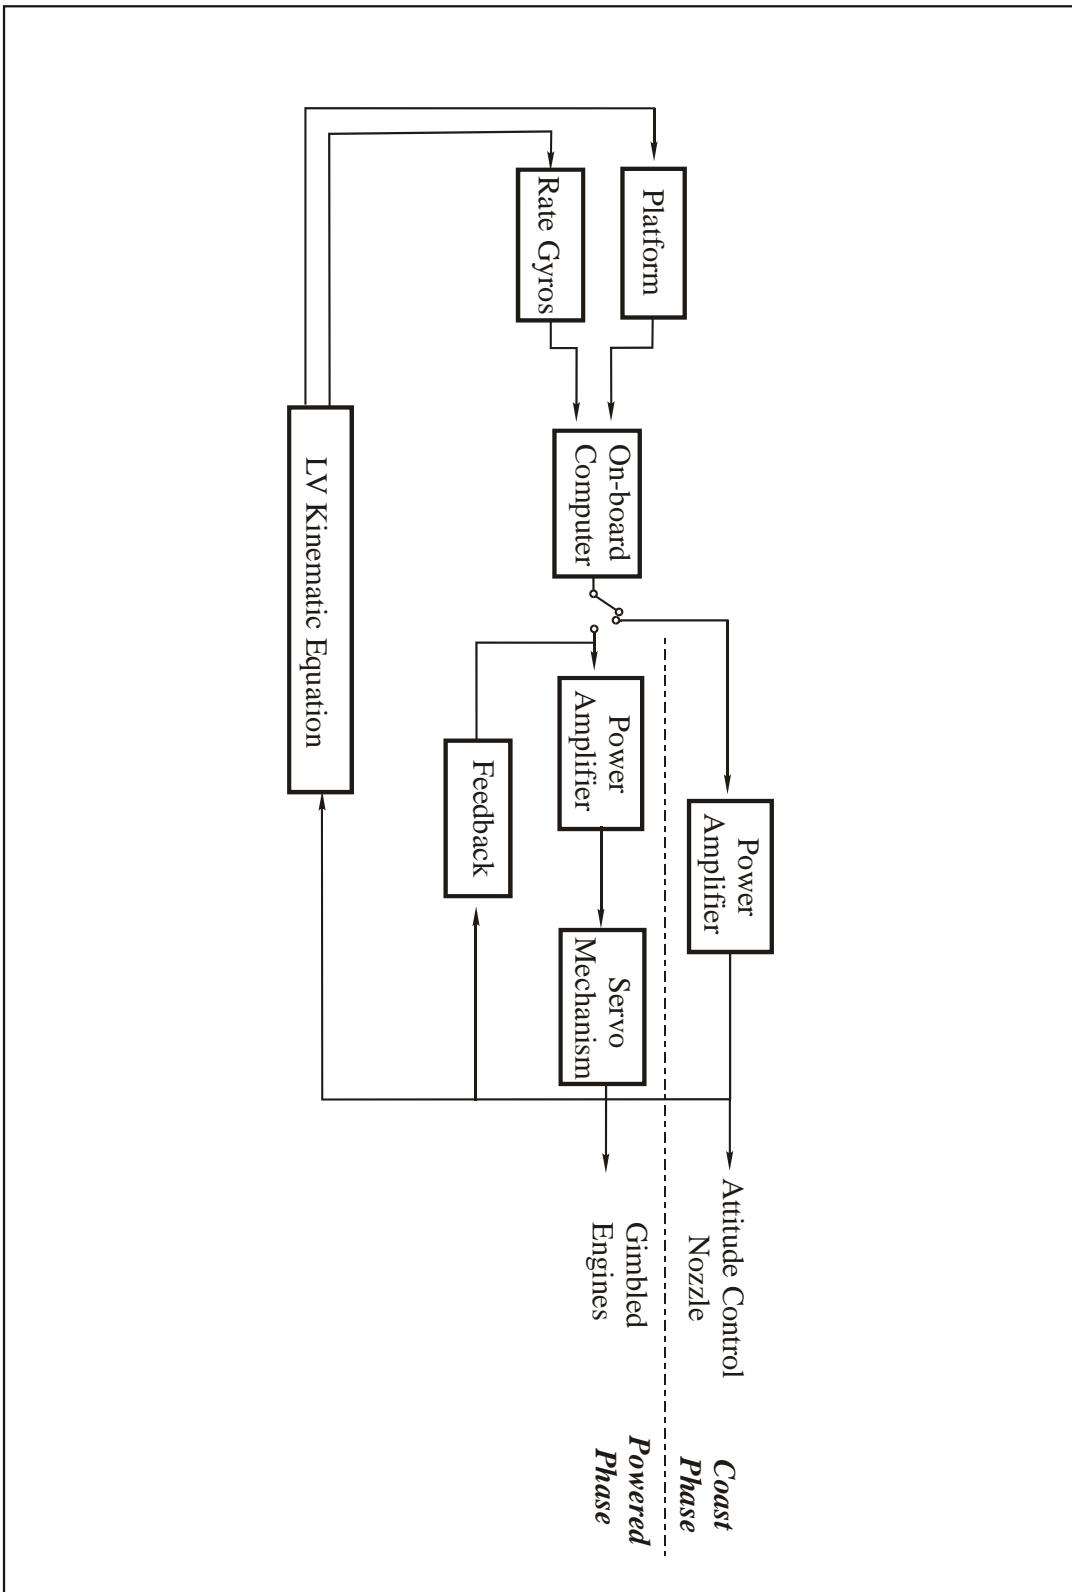 Attitude Control
Nozzle
Coast
Phase
Power
Amplifier
Platform
Rate Gyros
On-board
Computer
Power
Amplifier
Servo
Mechanism
Gimbled
Engines
Powered
Phase
Feedback
LV Kinematic Equation